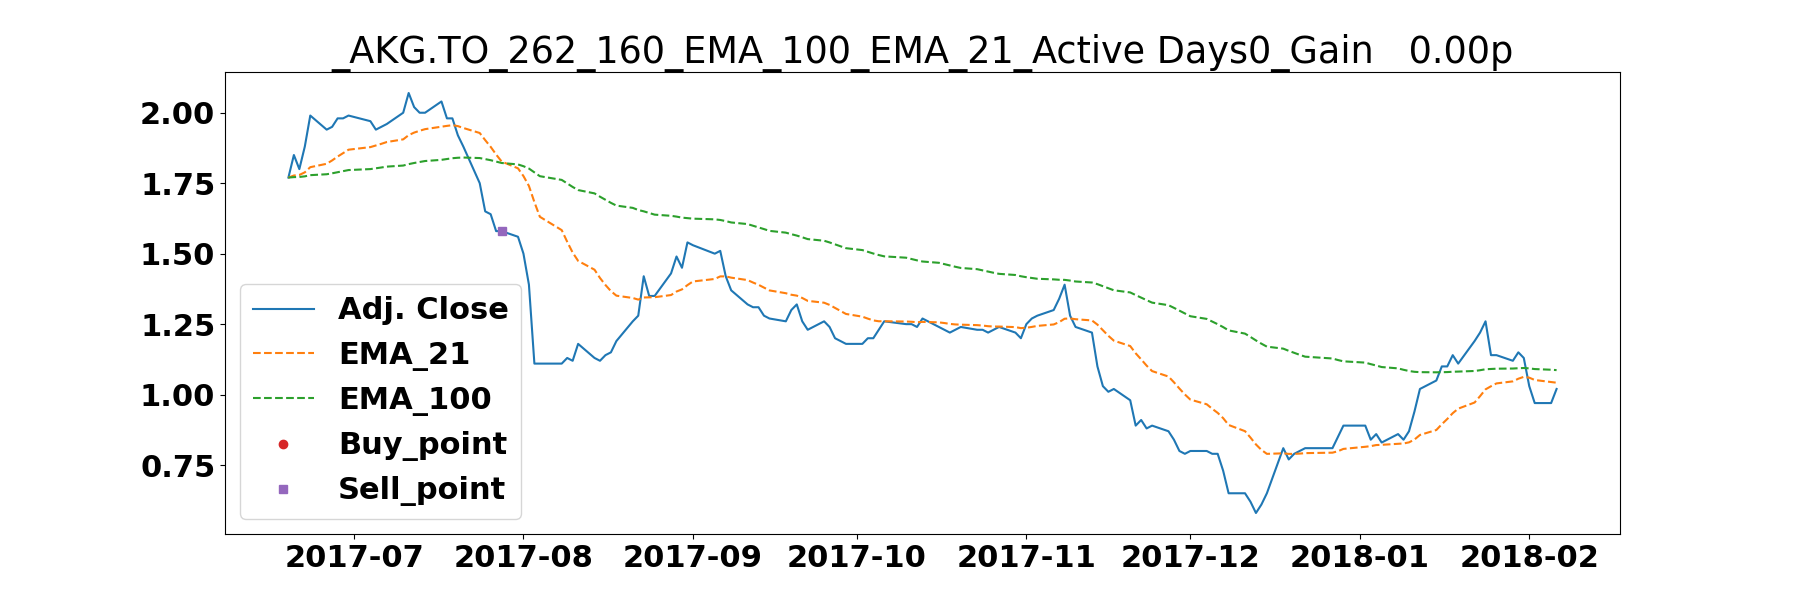 _AKG.TO_262_160_EMA_100_EMA_21_Active Days0_Gain   0.00p
2.00
1.75
1.50
1.25
1.00
0.75
Adj. Close
EMA_21
EMA_100
Buy_point
Sell_point
2017-07 2017-08 2017-09 2017-10 2017-11 2017-12 2018-01 2018-02